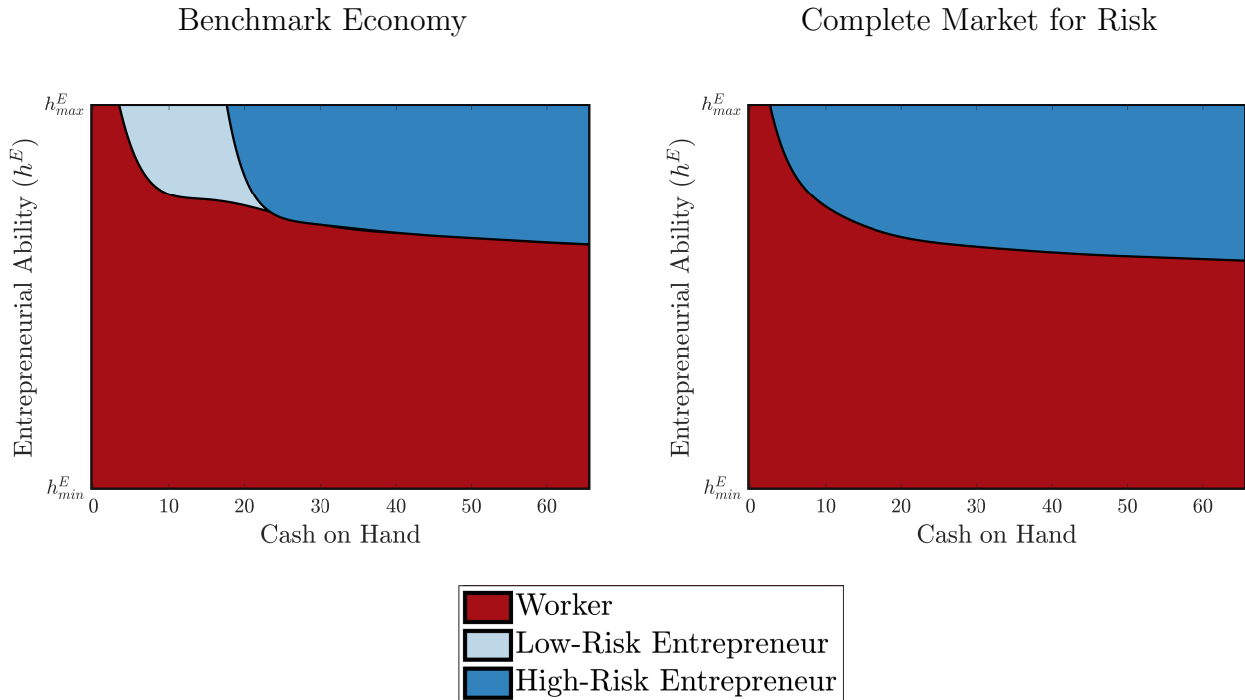 Benchmark Economy
Complete Market for Risk
h^E_max
Entrepreneurial Ability (h^E)
h^E_min
0 10 20 30 40 50 60
Cash on Hand
h^E_max
Entrepreneurial Ability (h^E)
h^E_min
0 10 20 30 40 50 60
Cash on Hand
Worker
Low-Risk Entrepreneur
High-Risk Entrepreneur